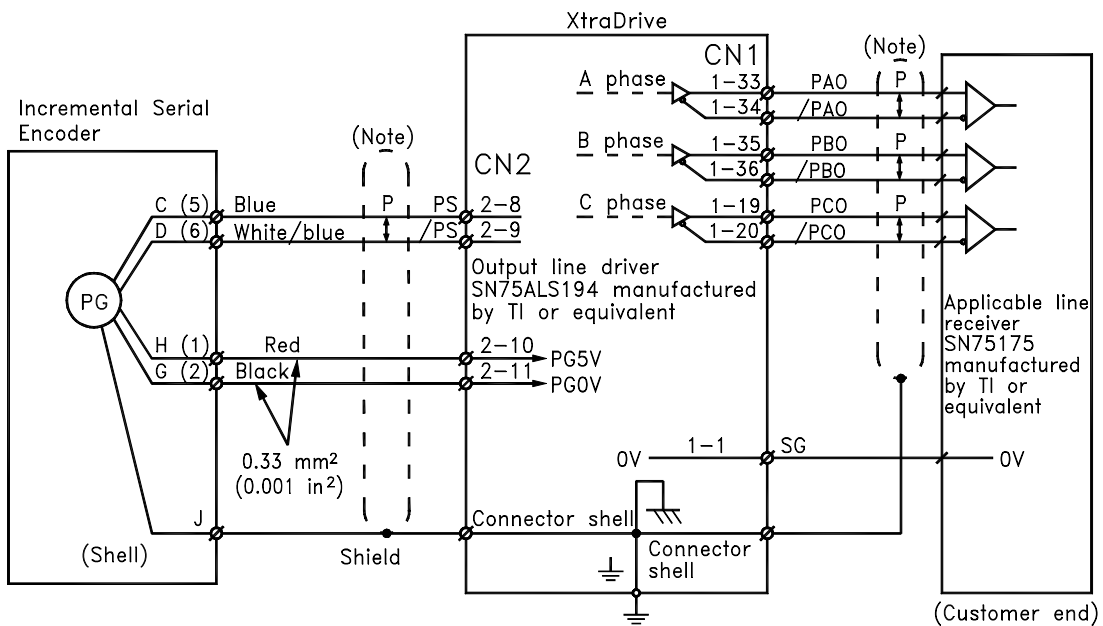 XtraDrive
Incremental Serial
Encoder
(Note)
CN2
CN1
(Note)
A phase
1-33
PAO
P
1-34
/PAO
B phase
1-35
PBO
P
1-36
/PBO
C phase
1-19
PCO
P
1-20
/PCO
C (5)
Blue
P
PS
2-8
D (6)
White/blue
/PS
2-9
PG
Output line driver
SN75ALS194 manufactured
by TI or equivalent
Applicable line
receiver
SN75175
manufactured
by TI or
equivalent
H (1)
Red
2-10
PG5V
G (2)
Black
2-11
PG0V
0.33 mm²
(0.001 in²)
0V
1-1
SG
0V
J
(Shell)
Shield
Connector shell
Connector
shell
(Customer end)